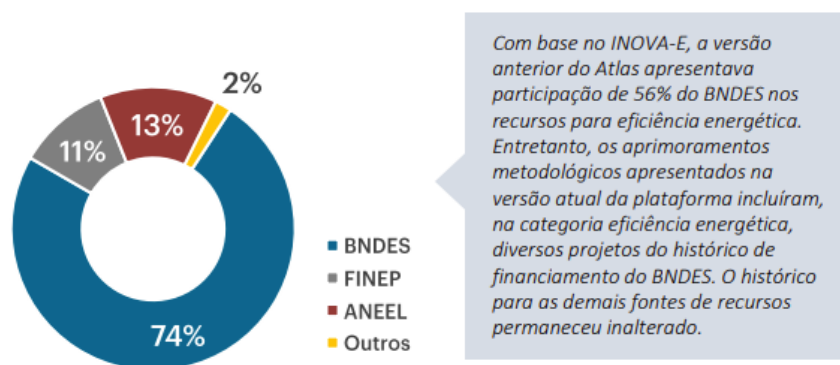 2%
13%
11%
74%
BNDES
FINEP
ANEEL
Outros
Com base no INOVA-E, a versão
anterior do Atlas apresentava
participação de 56% do BNDES nos
recursos para eficiência energética.
Entretanto, os aprimoramentos
metodológicos apresentados na
versão atual da plataforma incluíram,
na categoria eficiência energética,
diversos projetos do histórico de
financiamento do BNDES. O histórico
para as demais fontes de recursos
permaneceu inalterado.